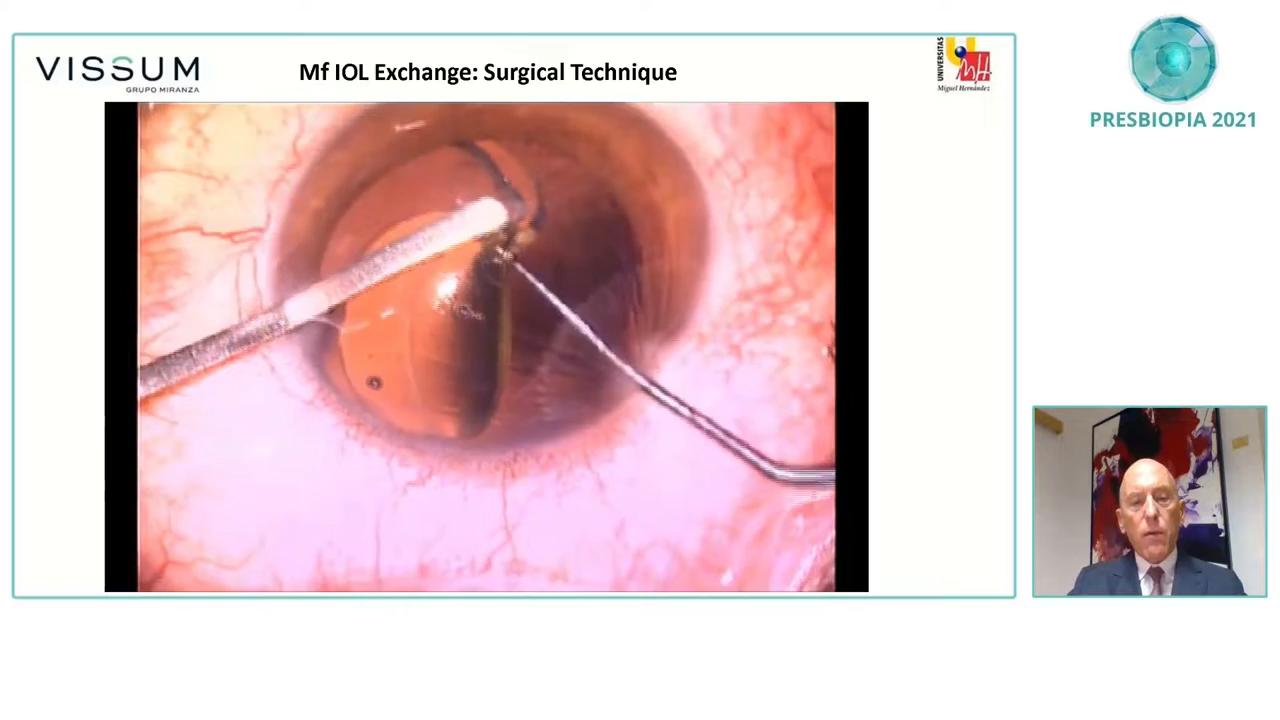 VISSUM
GRUPO MIRANZA
Mf IOL Exchange: Surgical Technique
UNIVERSITAS
Miguel Hernández
PRESBIOPIA 2021